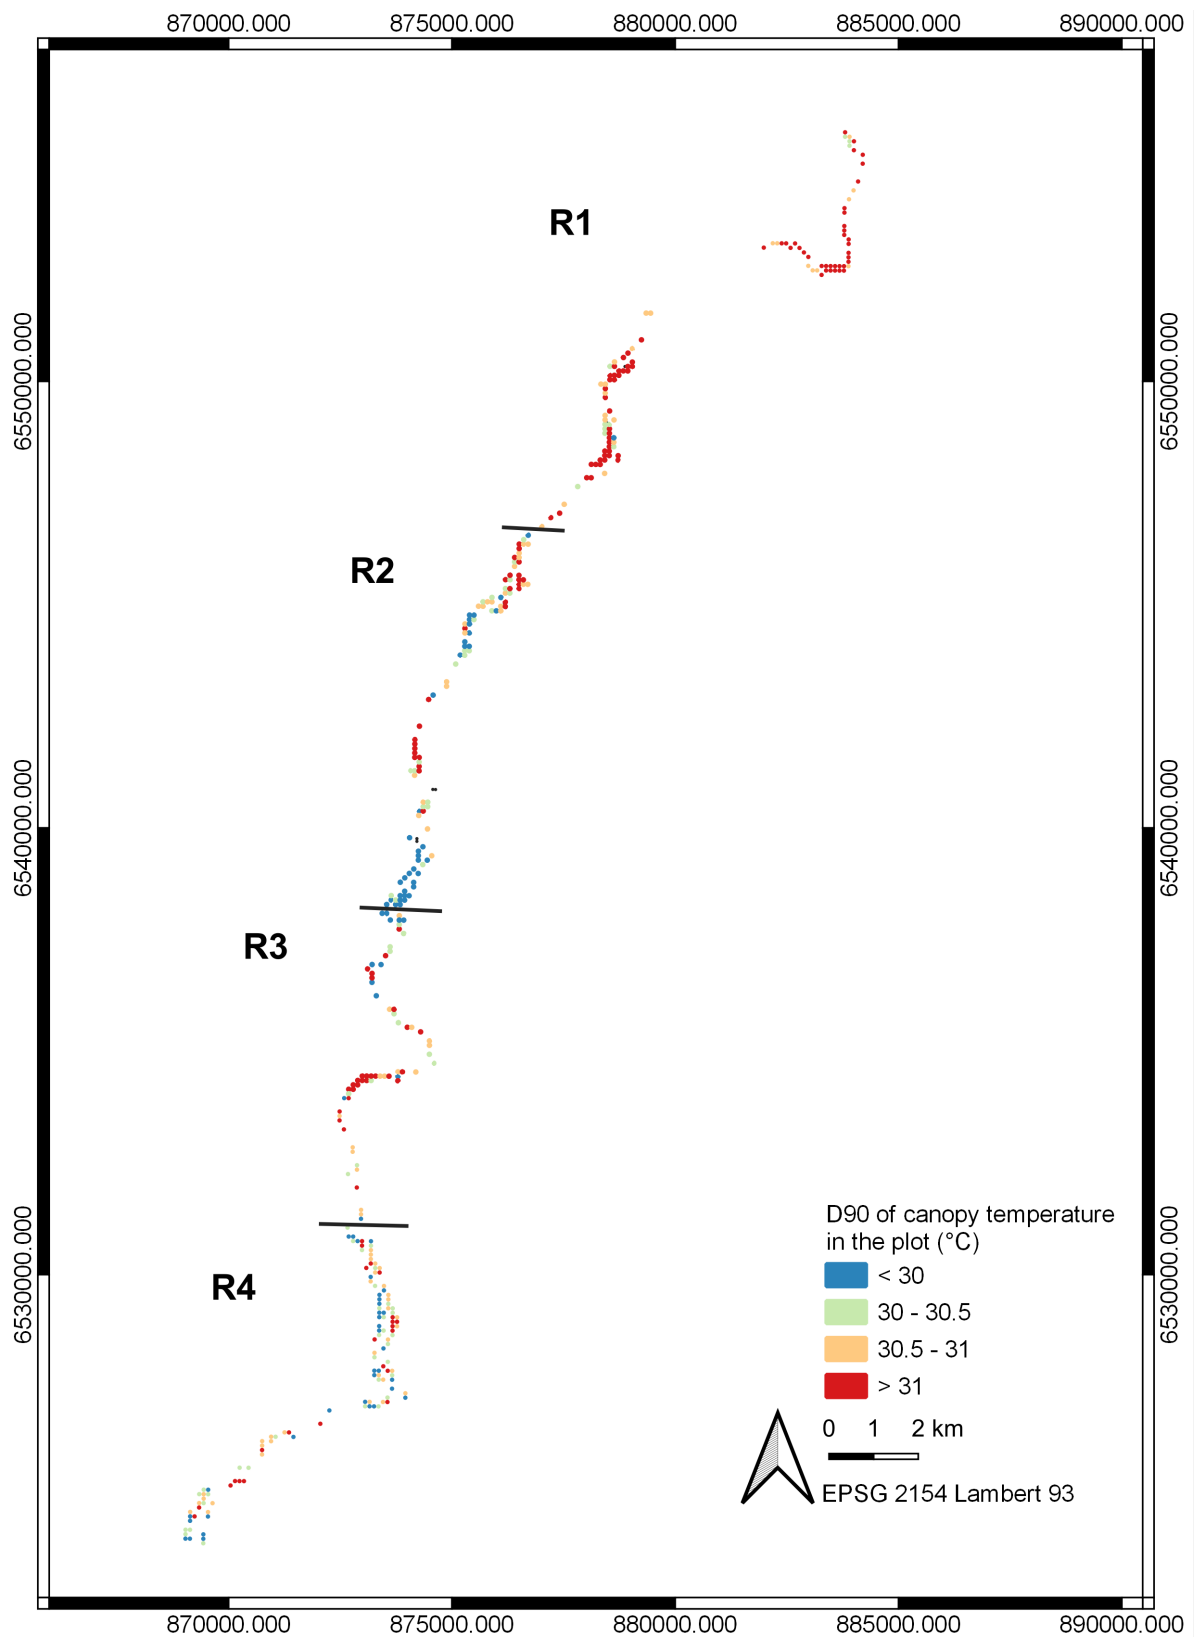 870000.000 875000.000 880000.000 885000.000 890000.000
R1
6550000.000 6550000.000
R2
6540000.000 6540000.000
R3
D90 of canopy temperature
in the plot (°C)
R4
6530000.000 6530000.000
< 30
30 - 30.5
30.5 - 31
> 31
0 1 2 km
EPSG 2154 Lambert 93
870000.000 875000.000 880000.000 885000.000 890000.000